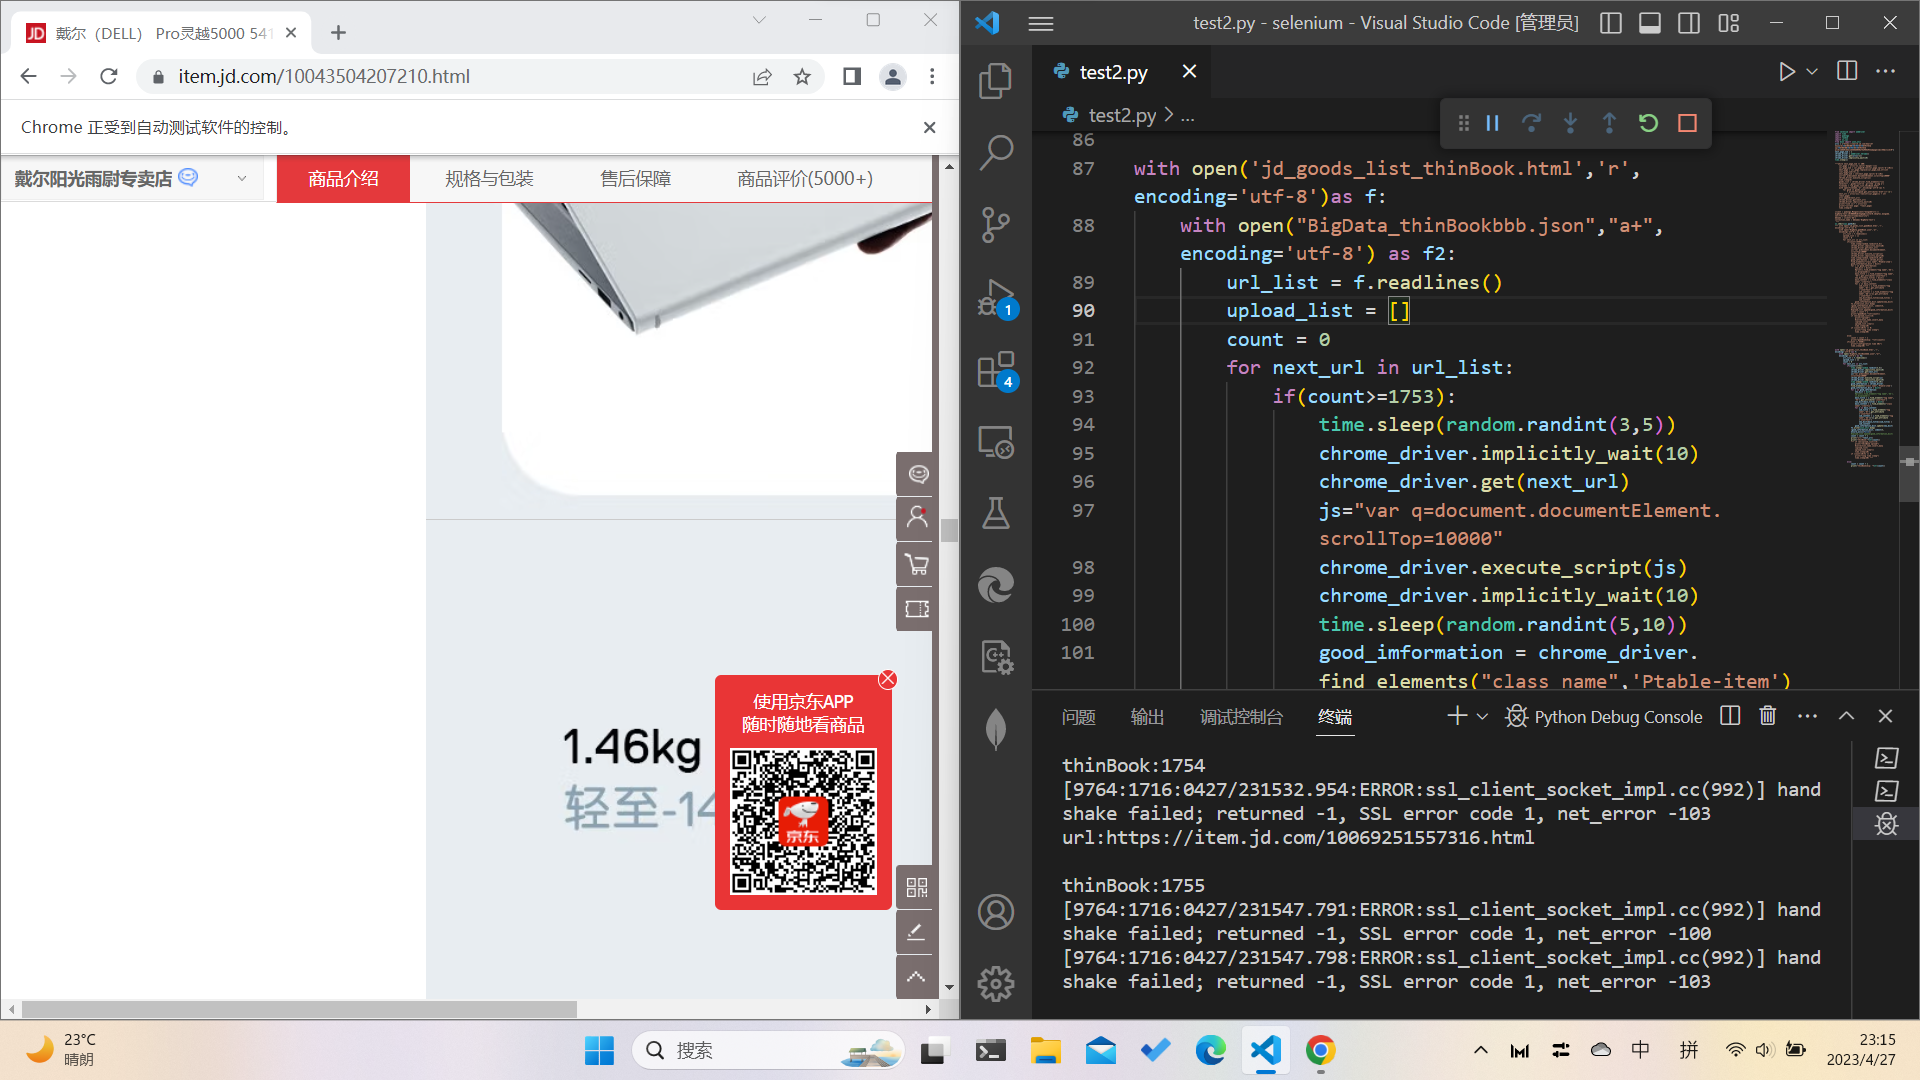 JD 戴尔（DELL） Pro灵越5000 541
item.jd.com/10043504207210.html
Chrome 正受到自动测试软件的控制。
戴尔阳光雨尉专卖店
商品介绍
规格与包装
售后保障
商品评价(5000+)
1.46kg
轻至-14
使用京东APP
随时随地看商品
京东
test2.py - selenium - Visual Studio Code [管理员]
test2.py
test2.py > ...
86
87 with open('jd_goods_list_thinBook.html','r',
encoding='utf-8')as f:
88 with open("BigData_thinBookbbb.json","a+",
encoding='utf-8') as f2:
89 url_list = f.readlines()
90 upload_list = []
91 count = 0
92 for next_url in url_list:
93 if(count>=1753):
94 time.sleep(random.randint(3,5))
95 chrome_driver.implicitly_wait(10)
96 chrome_driver.get(next_url)
97 js="var q=document.documentElement.
scrollTop=10000"
98 chrome_driver.execute_script(js)
99 chrome_driver.implicitly_wait(10)
100 time.sleep(random.randint(5,10))
101 good_imformation = chrome_driver.
find_elements("class name",'Ptable-item')
1
4
问题
输出
调试控制台
终端
Python Debug Console
thinBook:1754
[9764:1716:0427/231532.954:ERROR:ssl_client_socket_impl.cc(992)] hand
shake failed; returned -1, SSL error code 1, net_error -103
url:https://item.jd.com/10069251557316.html
thinBook:1755
[9764:1716:0427/231547.791:ERROR:ssl_client_socket_impl.cc(992)] hand
shake failed; returned -1, SSL error code 1, net_error -100
[9764:1716:0427/231547.798:ERROR:ssl_client_socket_impl.cc(992)] hand
shake failed; returned -1, SSL error code 1, net_error -103
23°C
晴朗
搜索
中
拼
23:15
2023/4/27